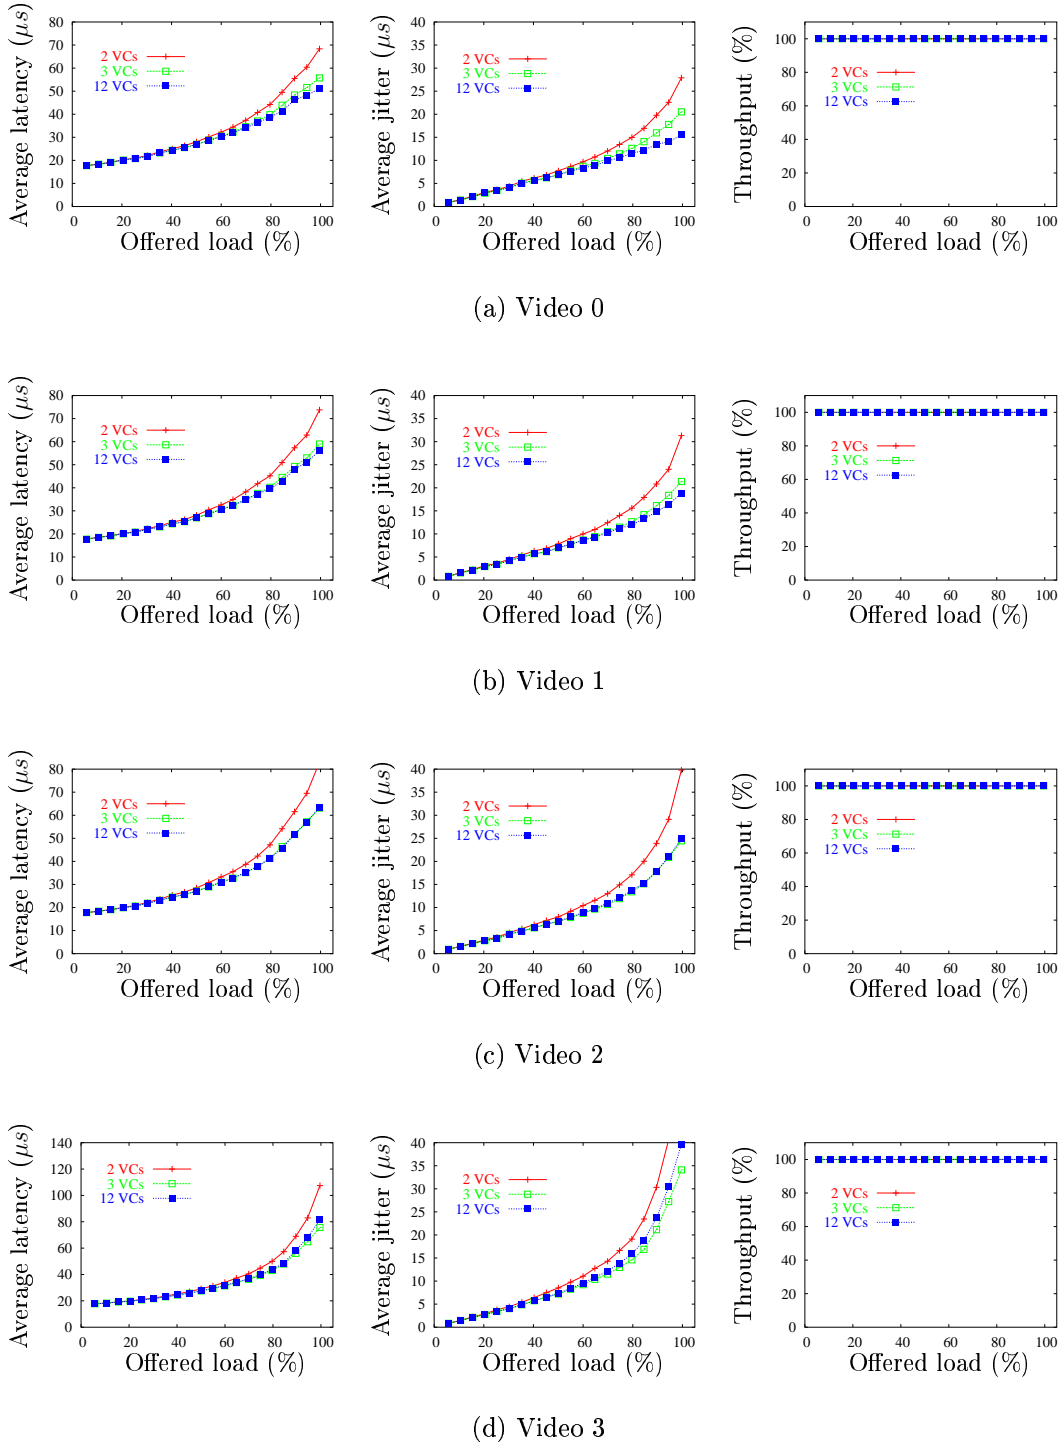 Average latency (μs)
80
70
60
50
40
30
20
10
0
2 VCs
3 VCs
12 VCs
0 20 40 60 80 100
Offered load (%)
Average jitter (μs)
40
35
30
25
20
15
10
5
0
2 VCs
3 VCs
12 VCs
0 20 40 60 80 100
Offered load (%)
Throughput (%)
100
80
60
40
20
0
2 VCs
3 VCs
12 VCs
0 20 40 60 80 100
Offered load (%)
(a) Video 0
Average latency (μs)
80
70
60
50
40
30
20
10
0
2 VCs
3 VCs
12 VCs
0 20 40 60 80 100
Offered load (%)
Average jitter (μs)
40
35
30
25
20
15
10
5
0
2 VCs
3 VCs
12 VCs
0 20 40 60 80 100
Offered load (%)
Throughput (%)
100
80
60
40
20
0
2 VCs
3 VCs
12 VCs
0 20 40 60 80 100
Offered load (%)
(b) Video 1
Average latency (μs)
80
70
60
50
40
30
20
10
0
2 VCs
3 VCs
12 VCs
0 20 40 60 80 100
Offered load (%)
Average jitter (μs)
40
35
30
25
20
15
10
5
0
2 VCs
3 VCs
12 VCs
0 20 40 60 80 100
Offered load (%)
Throughput (%)
100
80
60
40
20
0
2 VCs
3 VCs
12 VCs
0 20 40 60 80 100
Offered load (%)
(c) Video 2
Average latency (μs)
140
120
100
80
60
40
20
0
2 VCs
3 VCs
12 VCs
0 20 40 60 80 100
Offered load (%)
Average jitter (μs)
40
35
30
25
20
15
10
5
0
2 VCs
3 VCs
12 VCs
0 20 40 60 80 100
Offered load (%)
Throughput (%)
100
80
60
40
20
0
2 VCs
3 VCs
12 VCs
0 20 40 60 80 100
Offered load (%)
(d) Video 3